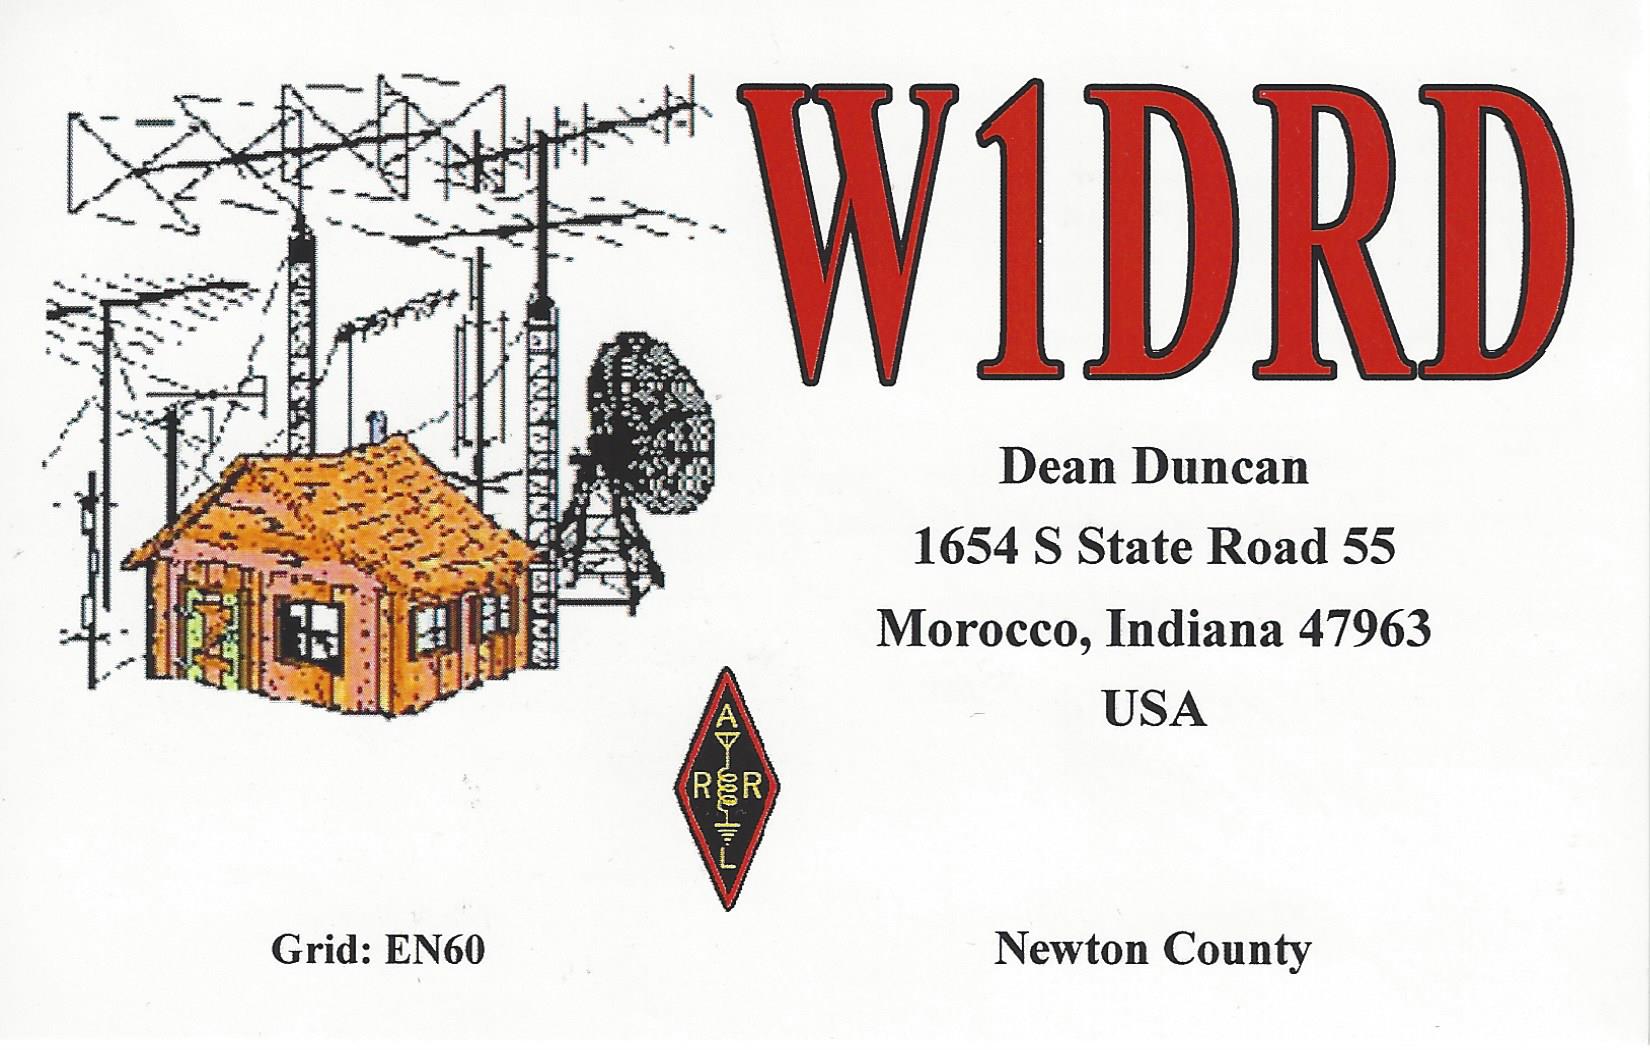 W1DRD
Dean Duncan
1654 S State Road 55
Morocco, Indiana 47963
USA
A
R R
L
Grid: EN60
Newton County